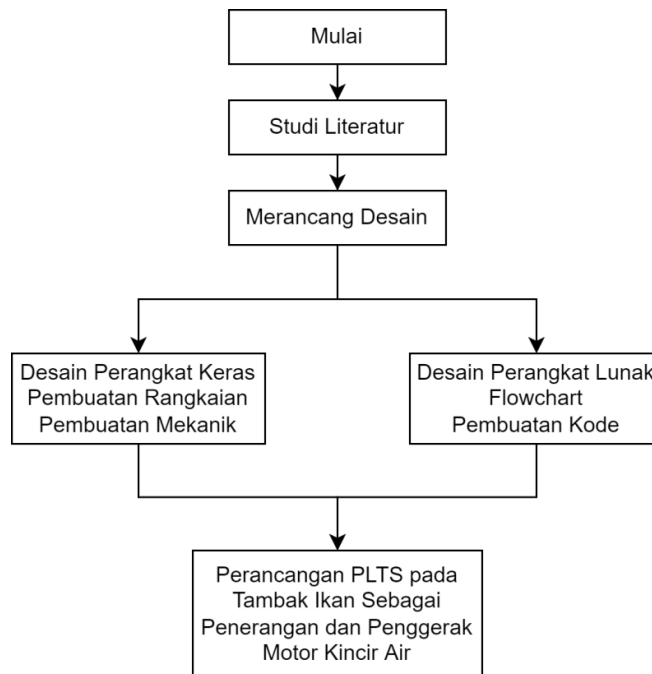 Mulai
Studi Literatur
Merancang Desain
Desain Perangkat Keras
Pembuatan Rangkaian
Pembuatan Mekanik
Desain Perangkat Lunak
Flowchart
Pembuatan Kode
Perancangan PLTS pada
Tambak Ikan Sebagai
Penerangan dan Penggerak
Motor Kincir Air